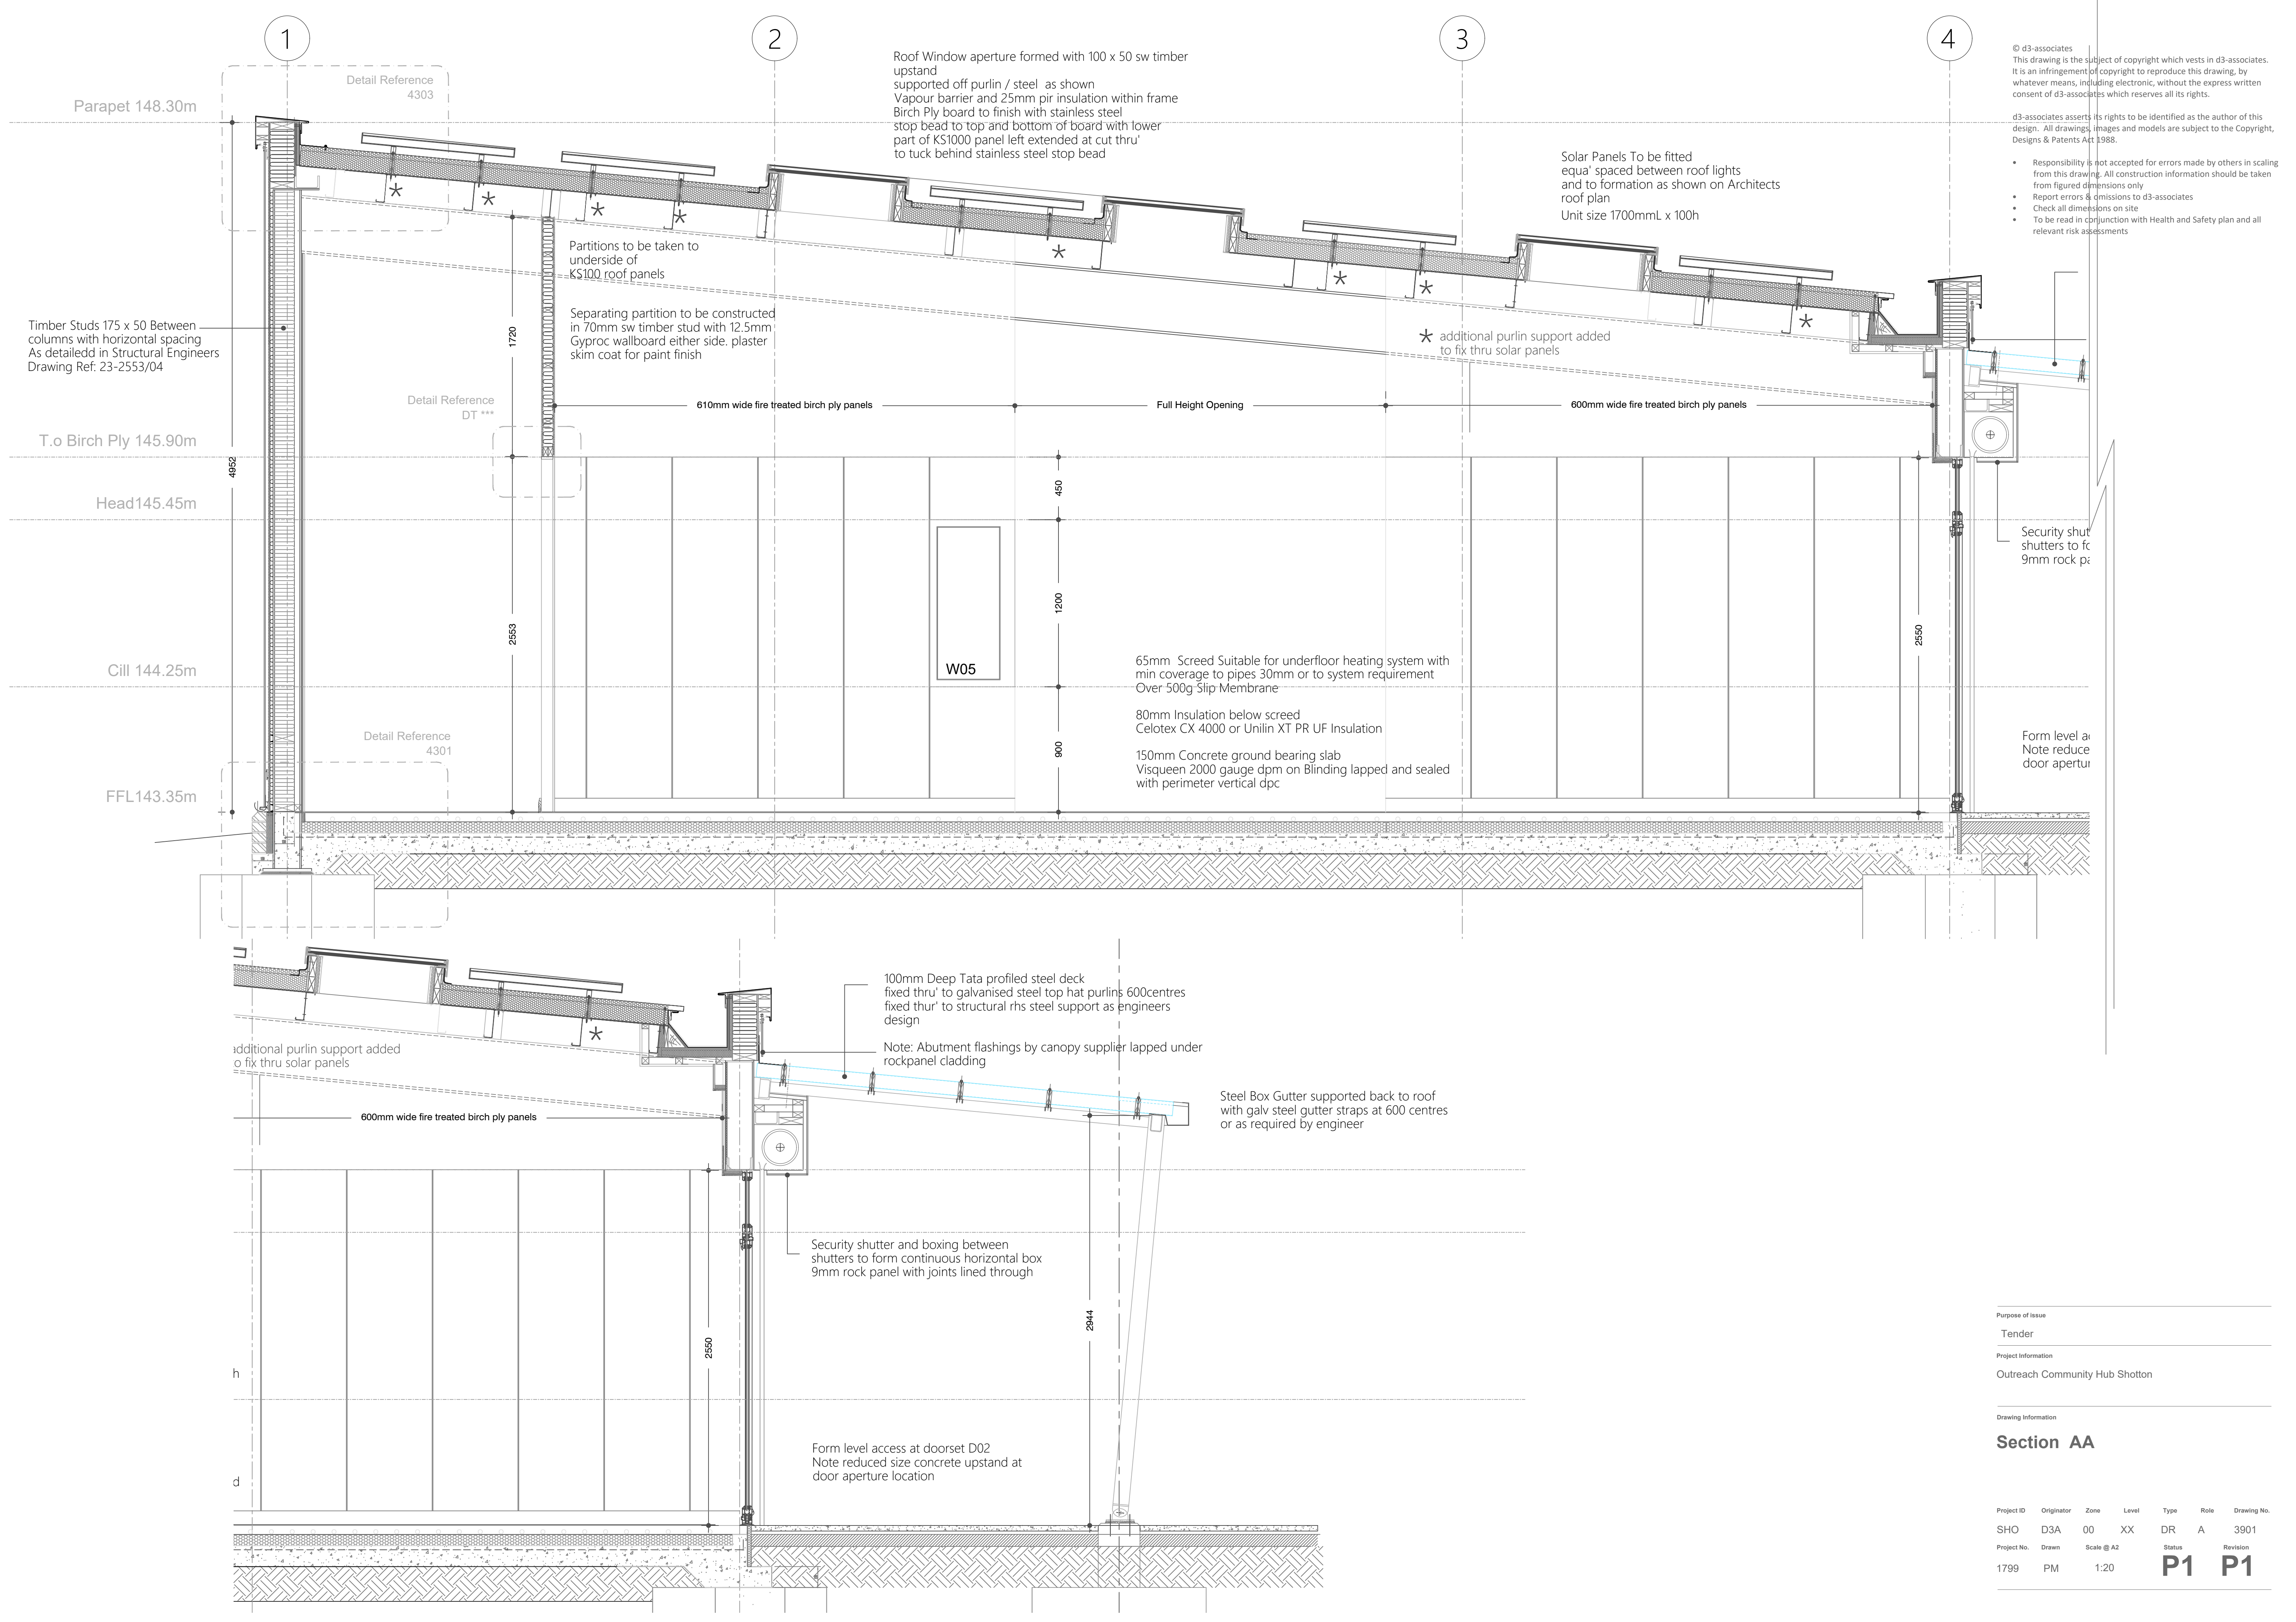 1
2
3
4
Detail Reference
4303
Parapet 148.30m
Roof Window aperture formed with 100 x 50 sw timber
upstand
supported off purlin / steel as shown
Vapour barrier and 25mm pir insulation within frame
Birch Ply board to finish with stainless steel
stop bead to top and bottom of board with lower
part of KS1000 panel left extended at cut thru'
to tuck behind stainless steel stop bead
Solar Panels To be fitted
equa' spaced between roof lights
and to formation as shown on Architects
roof plan
Unit size 1700mmL x 100h
© d3-associates
This drawing is the subject of copyright which vests in d3-associates.
It is an infringement of copyright to reproduce this drawing, by
whatever means, including electronic, without the express written
consent of d3-associates which reserves all its rights.
d3-associates asserts its rights to be identified as the author of this
design. All drawings, images and models are subject to the Copyright,
Designs & Patents Act 1988.
• Responsibility is not accepted for errors made by others in scaling
from this drawing. All construction information should be taken
from figured dimensions only
• Report errors & omissions to d3-associates
• Check all dimensions on site
• To be read in conjunction with Health and Safety plan and all
relevant risk assessments
* * * * * * * *
Partitions to be taken to
underside of
KS100 roof panels
Separating partition to be constructed
in 70mm sw timber stud with 12.5mm
Gyproc wallboard either side. plaster
skim coat for paint finish
Timber Studs 175 x 50 Between
columns with horizontal spacing
As detailedd in Structural Engineers
Drawing Ref: 23-2553/04
* additional purlin support added
to fix thru solar panels
1720
Detail Reference
DT ***
610mm wide fire treated birch ply panels
Full Height Opening
600mm wide fire treated birch ply panels
T.o Birch Ply 145.90m
4952
450
Head145.45m
Security shut
shutters to fo
9mm rock pa
1200
2553
2550
W05
Cill 144.25m
65mm Screed Suitable for underfloor heating system with
min coverage to pipes 30mm or to system requirement
Over 500g Slip Membrane
80mm Insulation below screed
Celotex CX 4000 or Unilin XT PR UF Insulation
150mm Concrete ground bearing slab
Visqueen 2000 gauge dpm on Blinding lapped and sealed
with perimeter vertical dpc
900
Detail Reference
4301
Form level ac
Note reduce
door apertur
FFL143.35m
100mm Deep Tata profiled steel deck
fixed thru' to galvanised steel top hat purlins 600centres
fixed thur' to structural rhs steel support as engineers
design
Note: Abutment flashings by canopy supplier lapped under
rockpanel cladding
*
additional purlin support added
o fix thru solar panels
600mm wide fire treated birch ply panels
Steel Box Gutter supported back to roof
with galv steel gutter straps at 600 centres
or as required by engineer
Security shutter and boxing between
shutters to form continuous horizontal box
9mm rock panel with joints lined through
2944
2550
h
d
Form level access at doorset D02
Note reduced size concrete upstand at
door aperture location
Purpose of issue
Tender
Project Information
Outreach Community Hub Shotton
Drawing Information
Section AA
Project ID Originator Zone Level Type Role Drawing No.
SHO D3A 00 XX DR A 3901
Project No. Drawn Scale @ A2 Status Revision
1799 PM 1:20 P1 P1